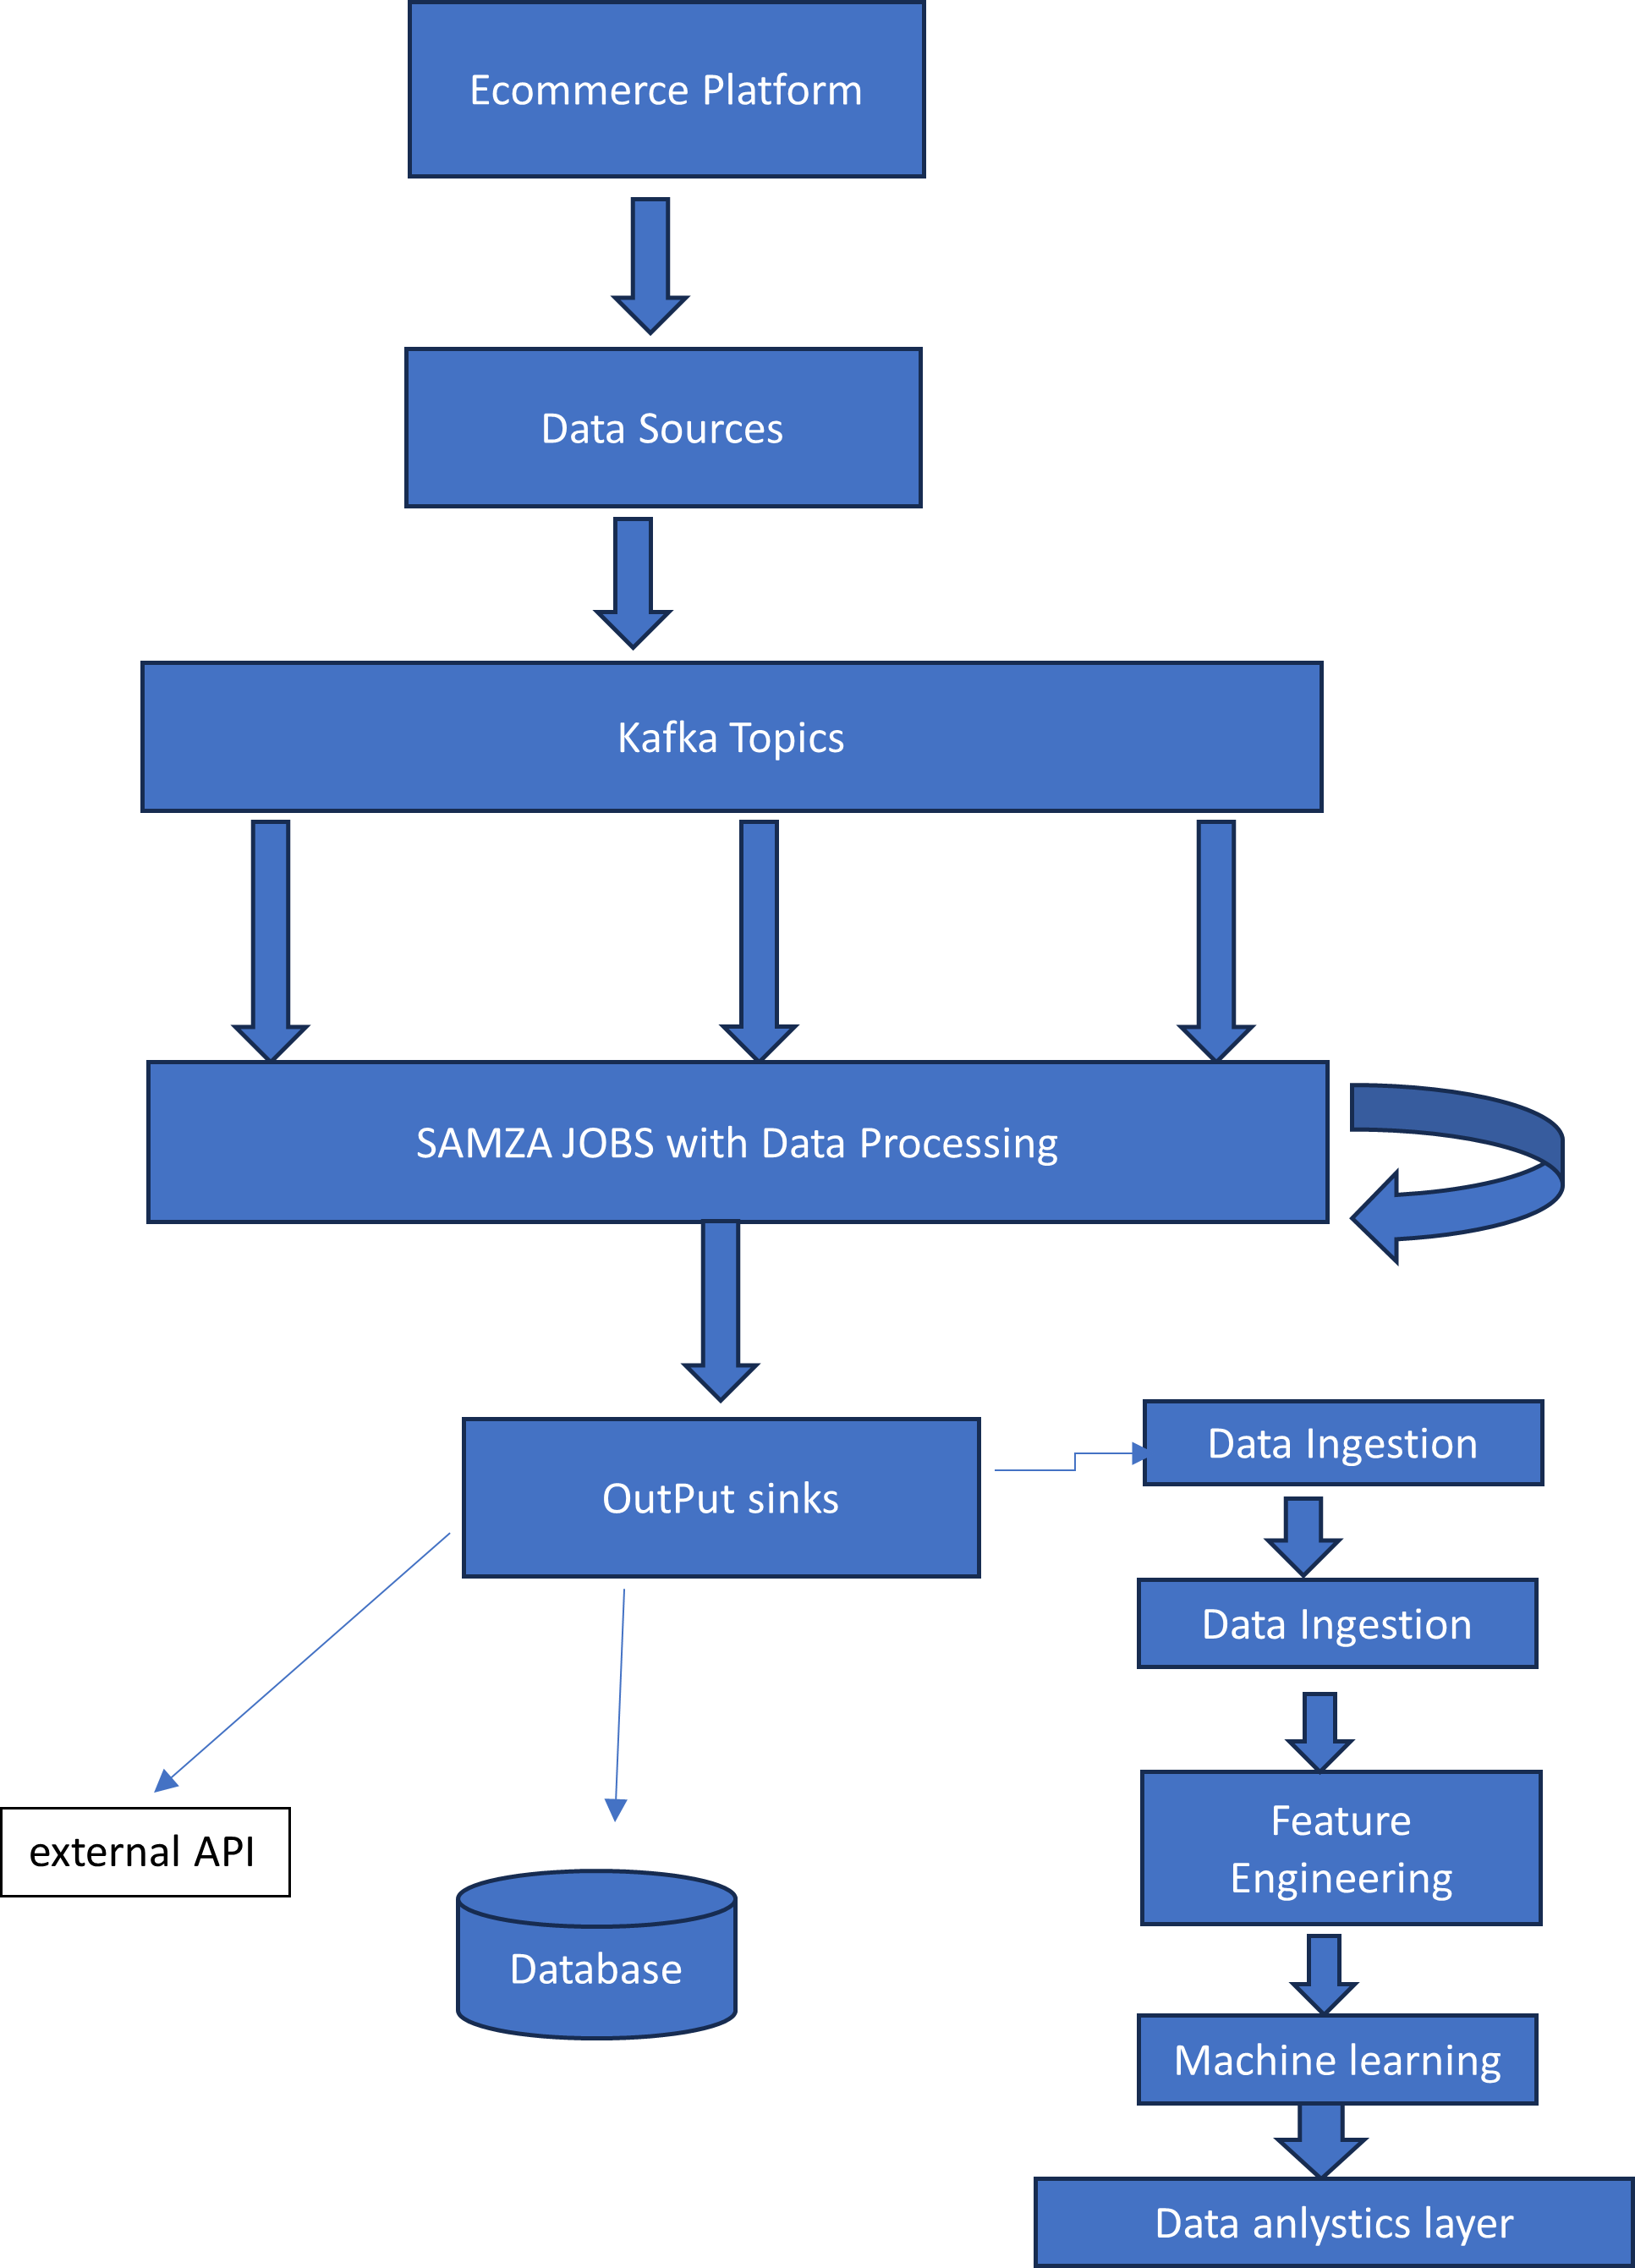 Ecommerce Platform
Data Sources
Kafka Topics
SAMZA JOBS with Data Processing
OutPut sinks
Data Ingestion
Data Ingestion
Feature
Engineering
external API
Database
Machine learning
Data anlystics layer